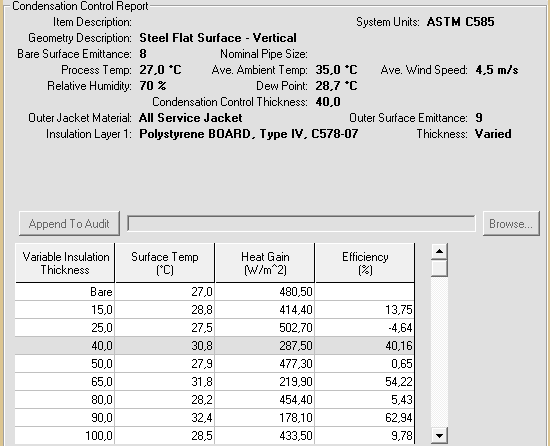 Condensation Control Report
Item Description: System Units: ASTM C585
Geometry Description: Steel Flat Surface - Vertical
Bare Surface Emittance: 8 Nominal Pipe Size:
Process Temp: 27,0 °C Ave. Ambient Temp: 35,0 °C Ave. Wind Speed: 4,5 m/s
Relative Humidity: 70 % Dew Point: 28,7 °C
Condensation Control Thickness: 40,0
Outer Jacket Material: All Service Jacket Outer Surface Emittance: 9
Insulation Layer 1: Polystyrene BOARD, Type IV, C578-07 Thickness: Varied
Append To Audit Browse...
Variable Insulation Thickness Surface Temp (°C) Heat Gain (W/m^2) Efficiency (%)
Bare 27,0 480,50
15,0 28,8 414,40 13,75
25,0 27,5 502,70 -4,64
40,0 30,8 287,50 40,16
50,0 27,9 477,30 0,65
65,0 31,8 219,90 54,22
80,0 28,2 454,40 5,43
90,0 32,4 178,10 62,94
100,0 28,5 433,50 9,78